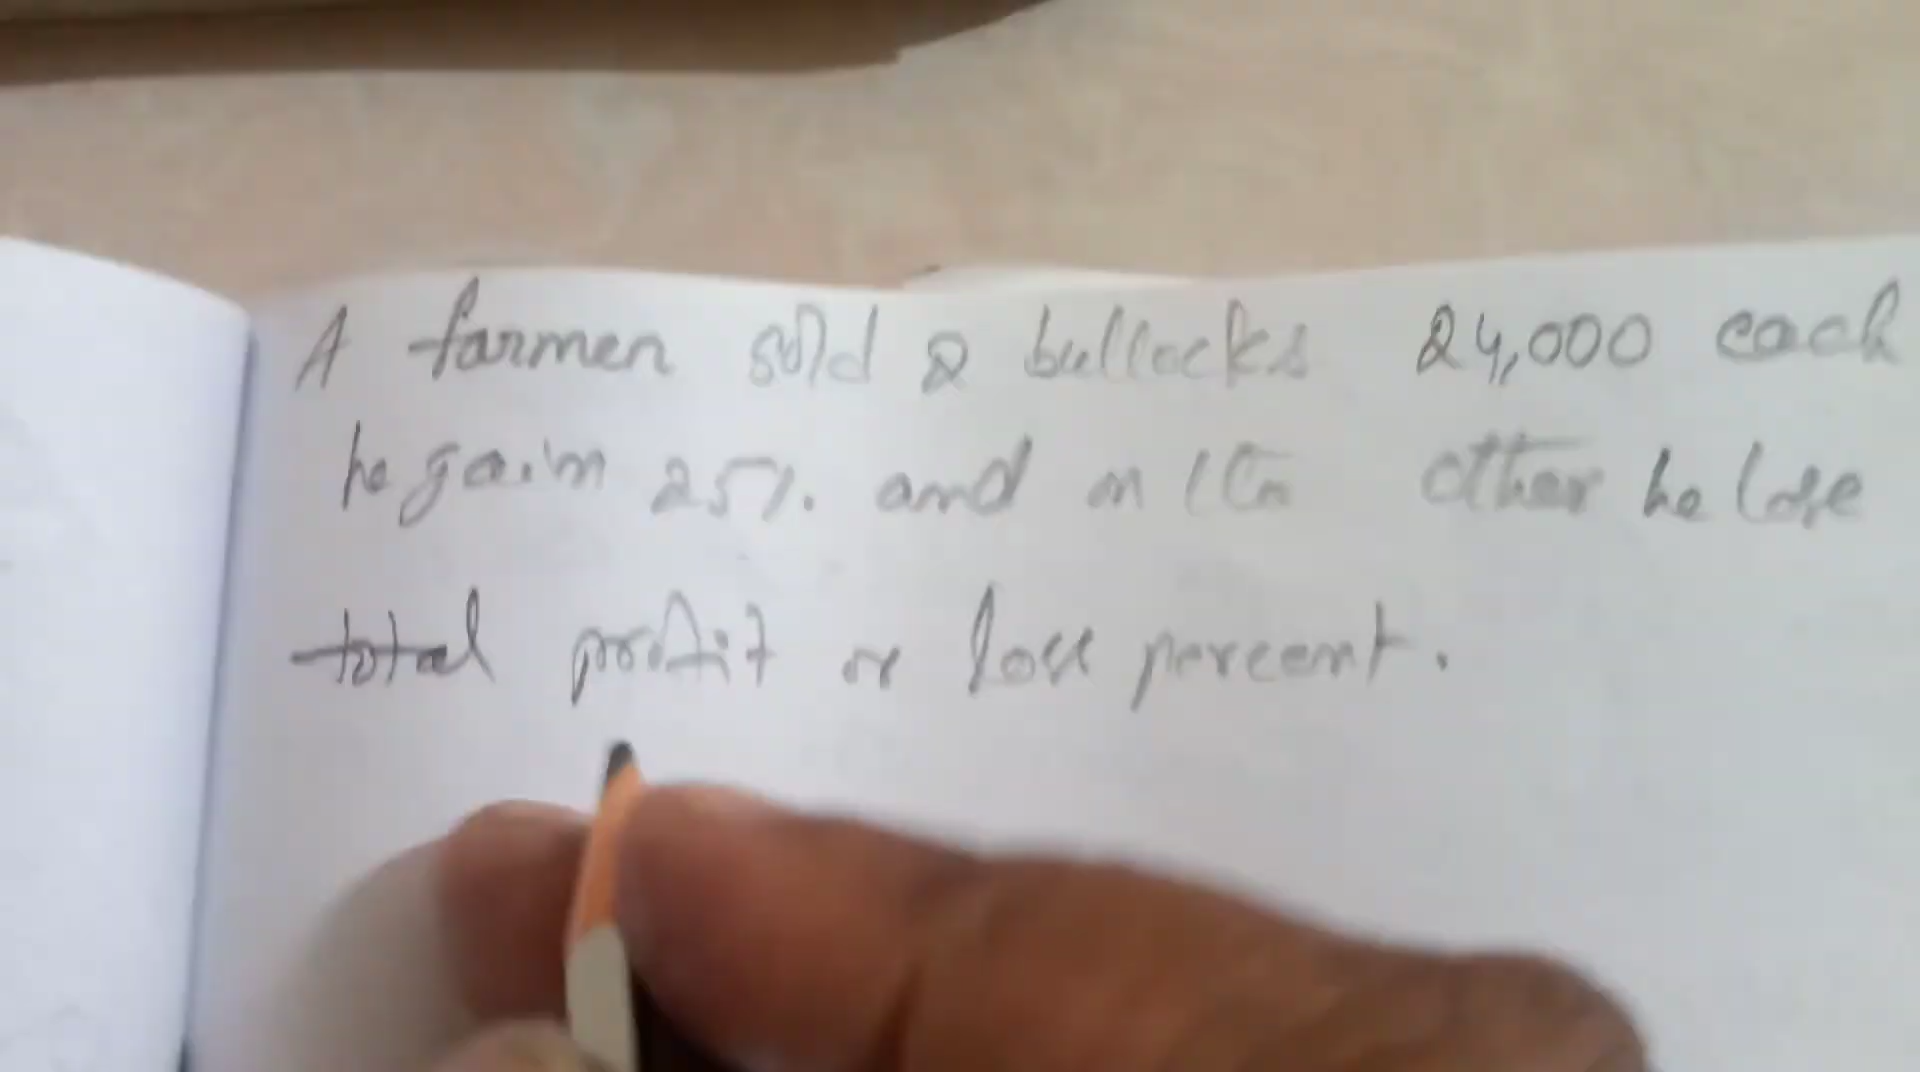 A farmer sold 2 bullocks 24,000 each
he gain 25%. and on the other he lose
total profit or loss percent.